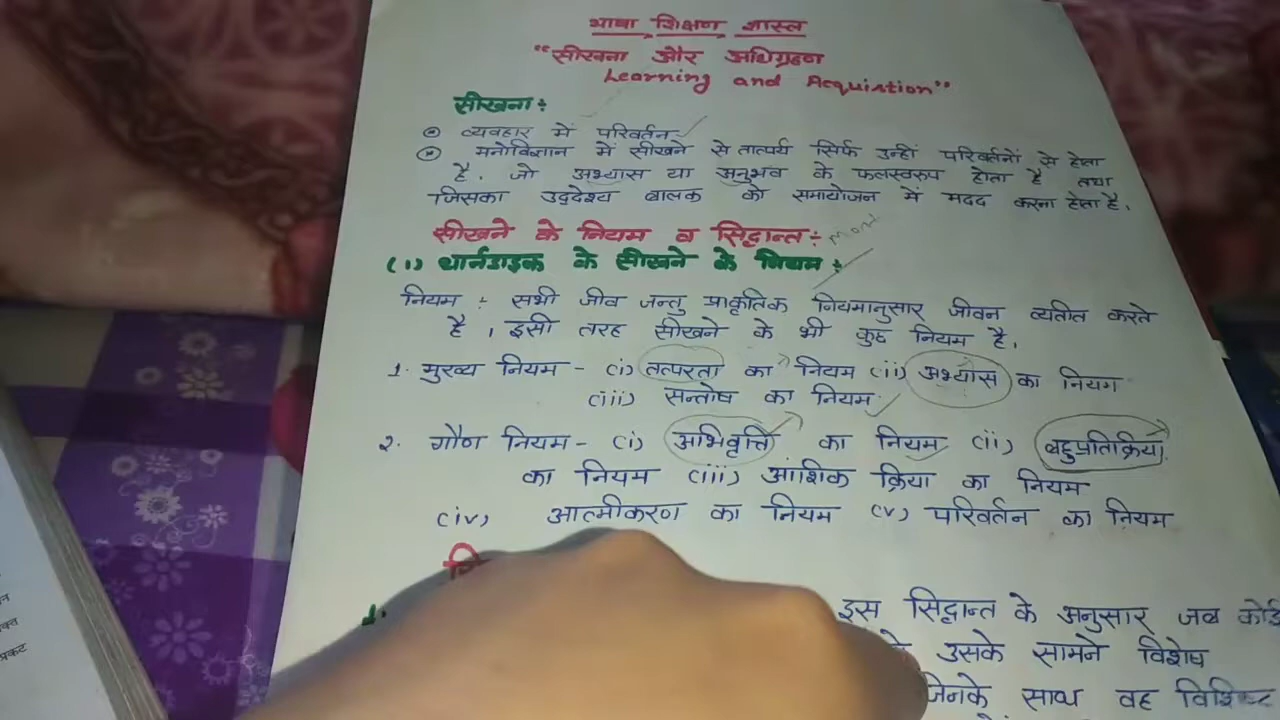 भाषा शिक्षण शास्त्र
"सीखना और अधिग्रहण
Learning and Acquistion"
सीखना :
व्यवहार में परिवर्तन
मनोविज्ञान में सीखने से तात्पर्य सिर्फ उन्हीं परिवर्तनों से होता
है. जो अभ्यास या अनुभव के फलस्वरूप होता है तथा
जिसका उद्देश्य बालक को समायोजन में मदद करना होता है.
सीखने के नियम व सिद्वान्त :
(1) थार्नडाइक के सीखने के नियम :
नियम : सभी जीव जन्तु प्राकृतिक नियमानुसार जीवन व्यतीत करते
है, इसी तरह सीखने के भी कुछ नियम है.
1. मुख्य नियम - (i) तत्परता का नियम (ii) अभ्यास का नियम
(iii) सन्तोष का नियम
2. गौण नियम - (i) अभिवृत्ति का नियम (ii) बहुप्रतिक्रिया
का नियम (iii) आंशिक क्रिया का नियम
(iv) आत्मीकरण का नियम (v) परिवर्तन का नियम
1. इस सिद्वान्त के अनुसार जब कोई
उसके सामने विशेष
जिनके साथ वह विशिष्ट
प्रकट